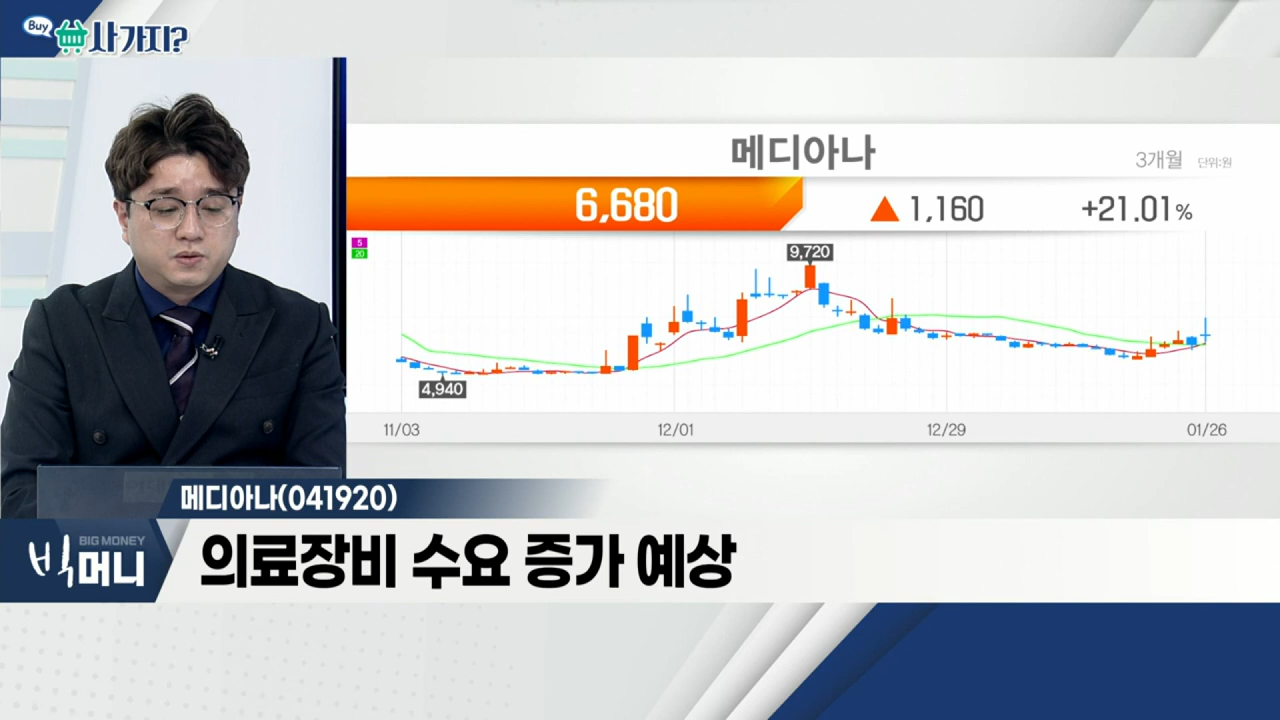 Buy
사가지?
메디아나
3개월 단위:원
6,680 ▲ 1,160 +21.01%
5
20
9,720
4,940
11/03 12/01 12/29 01/26
메디아나(041920)
BIG MONEY
빅머니
의료장비 수요 증가 예상